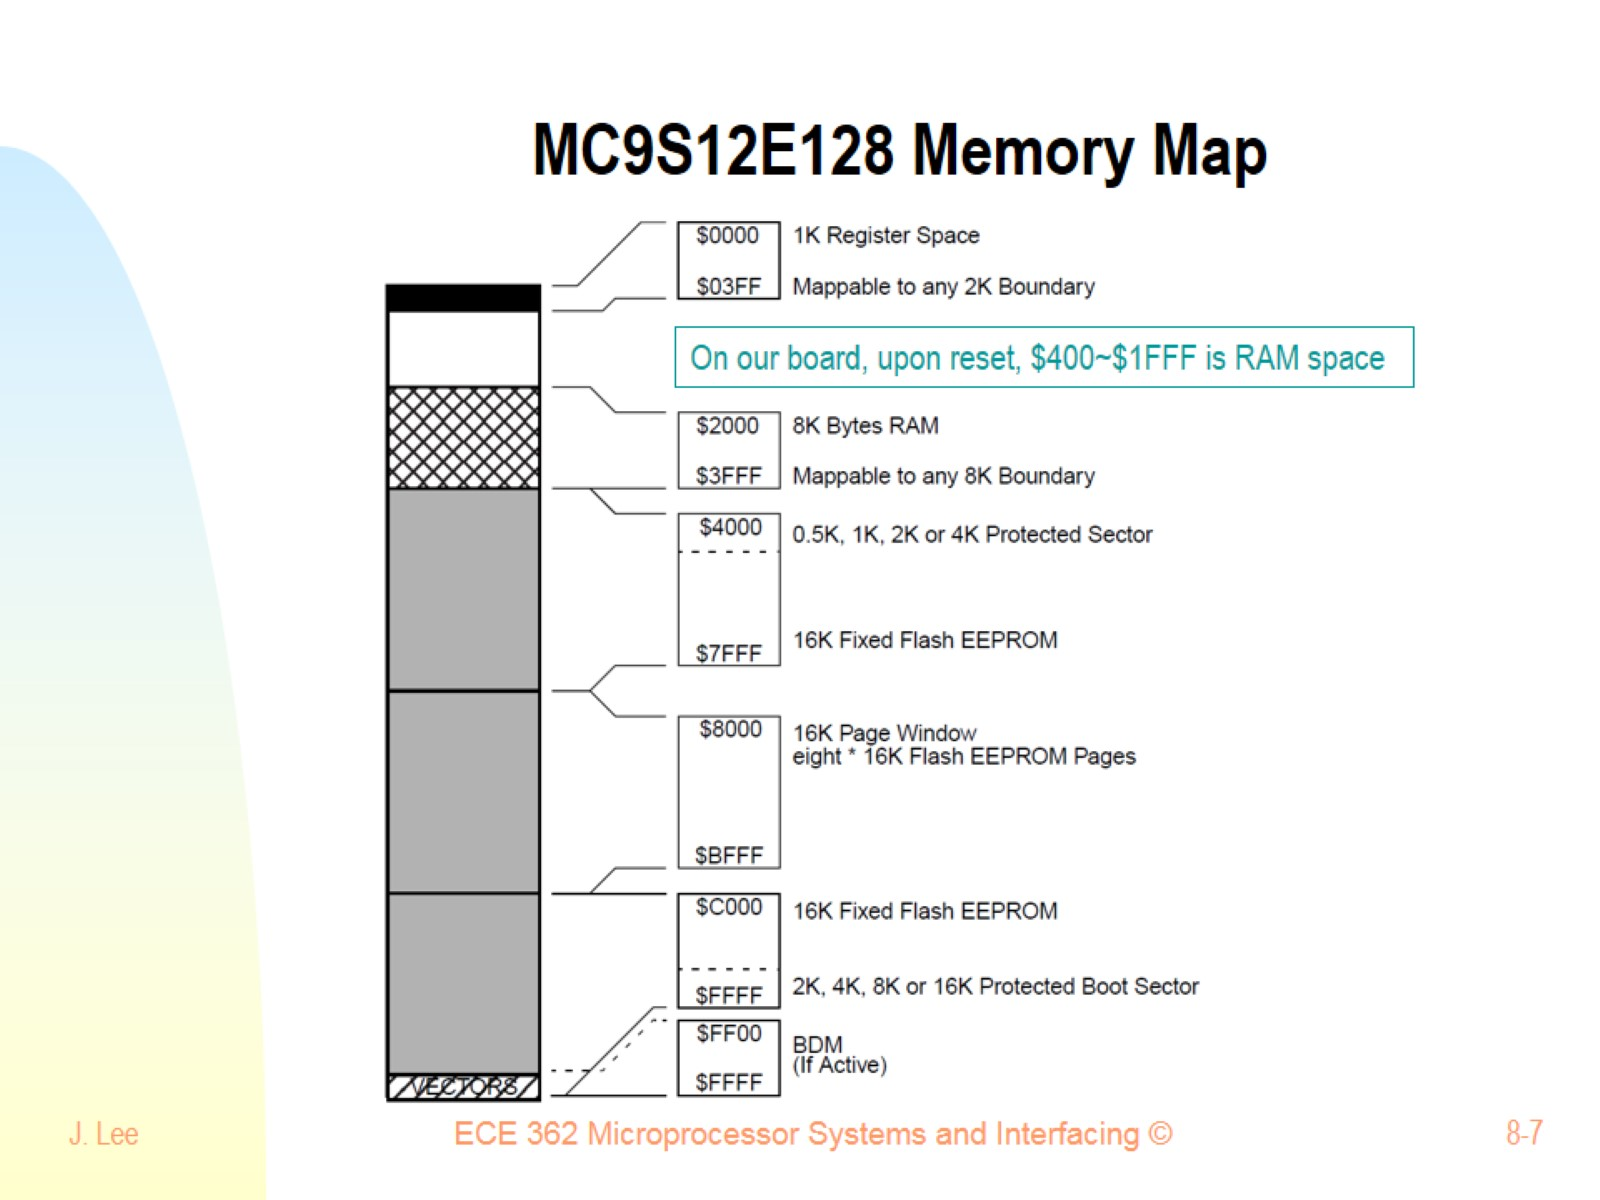 MC9S12E128 Memory Map
$0000 1K Register Space
$03FF Mappable to any 2K Boundary
On our board, upon reset, $400~$1FFF is RAM space
$2000 8K Bytes RAM
$3FFF Mappable to any 8K Boundary
$4000 0.5K, 1K, 2K or 4K Protected Sector
$7FFF 16K Fixed Flash EEPROM
$8000 16K Page Window
eight * 16K Flash EEPROM Pages
$BFFF
$C000 16K Fixed Flash EEPROM
$FFFF 2K, 4K, 8K or 16K Protected Boot Sector
$FF00 BDM
(If Active)
$FFFF
VECTORS
J. Lee ECE 362 Microprocessor Systems and Interfacing © 8-7